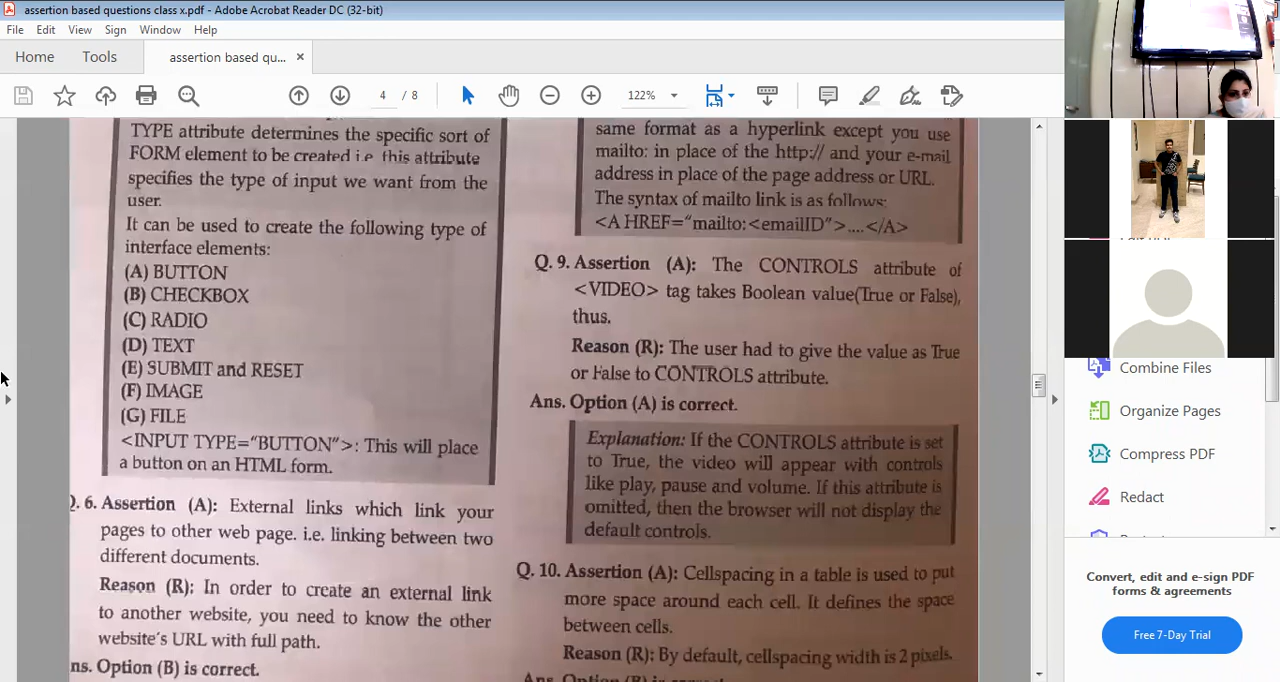 assertion based questions class x.pdf - Adobe Acrobat Reader DC (32-bit)
File Edit View Sign Window Help
Home Tools assertion based qu... ×
4 / 8 122%
TYPE attribute determines the specific sort of
FORM element to be created i.e this attribute
specifies the type of input we want from the
user.
It can be used to create the following type of
interface elements:
(A) BUTTON
(B) CHECKBOX
(C) RADIO
(D) TEXT
(E) SUBMIT and RESET
(F) IMAGE
(G) FILE
<INPUT TYPE="BUTTON">: This will place
a button on an HTML form.
Q. 6. Assertion (A): External links which link your
pages to other web page. i.e. linking between two
different documents.
Reason (R): In order to create an external link
to another website, you need to know the other
website's URL with full path.
ns. Option (B) is correct.
same format as a hyperlink except you use
mailto: in place of the http:// and your e-mail
address in place of the page address or URL.
The syntax of mailto link is as follows:
<A HREF="mailto:<emailID">....</A>
Q. 9. Assertion (A): The CONTROLS attribute of
<VIDEO> tag takes Boolean value(True or False),
thus.
Reason (R): The user had to give the value as True
or False to CONTROLS attribute.
Ans. Option (A) is correct.
Explanation: If the CONTROLS attribute is set
to True, the video will appear with controls
like play, pause and volume. If this attribute is
omitted, then the browser will not display the
default controls.
Q. 10. Assertion (A): Cellspacing in a table is used to put
more space around each cell. It defines the space
between cells.
Reason (R): By default, cellspacing width is 2 pixels.
Ans. Option (B) is correct.
Combine Files
Organize Pages
Compress PDF
Redact
Convert, edit and e-sign PDF
forms & agreements
Free 7-Day Trial